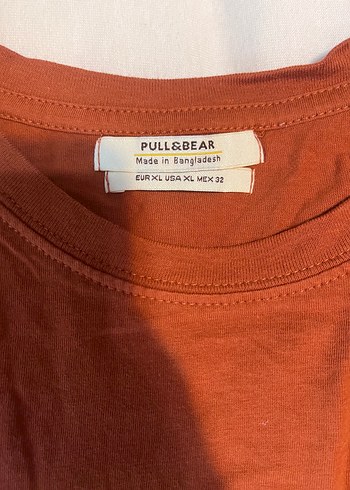 PULL&BEAR
Made in Bangladesh
EUR XL USA XL MEX 32